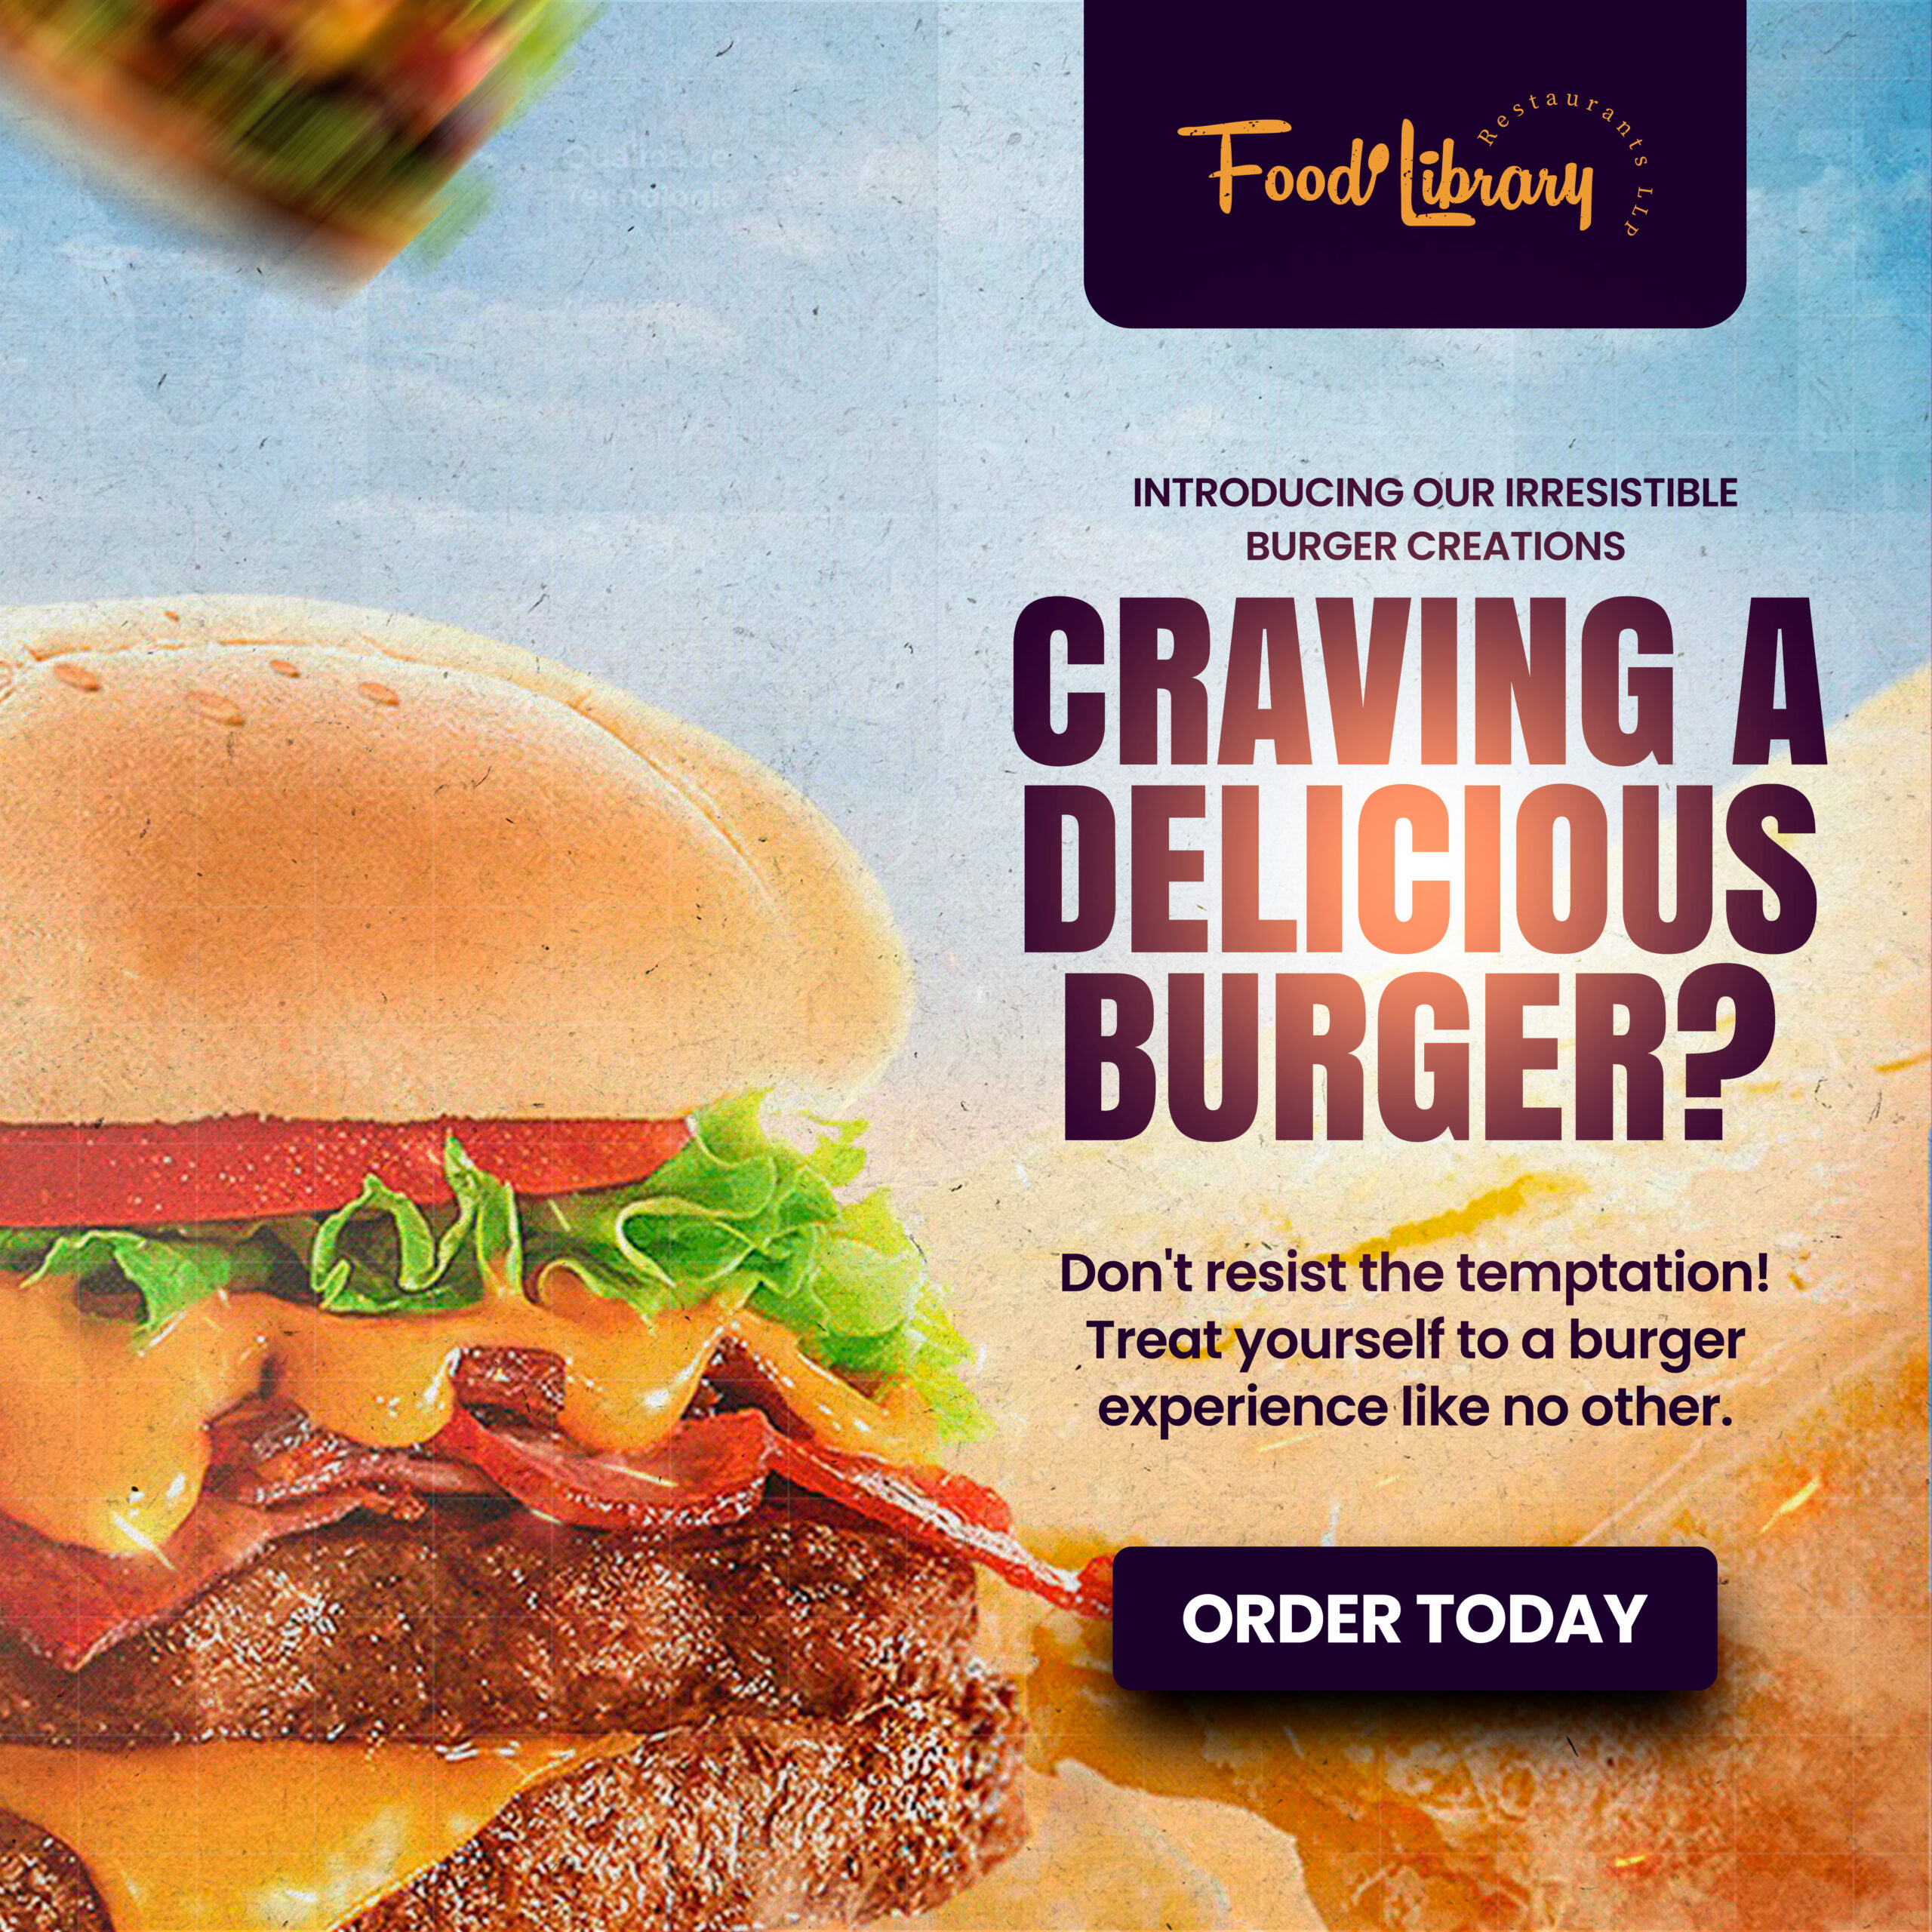 Food Library
Restaurants LLP
INTRODUCING OUR IRRESISTIBLE
BURGER CREATIONS
CRAVING A
DELICIOUS
BURGER?
Don't resist the temptation!
Treat yourself to a burger
experience like no other.
ORDER TODAY